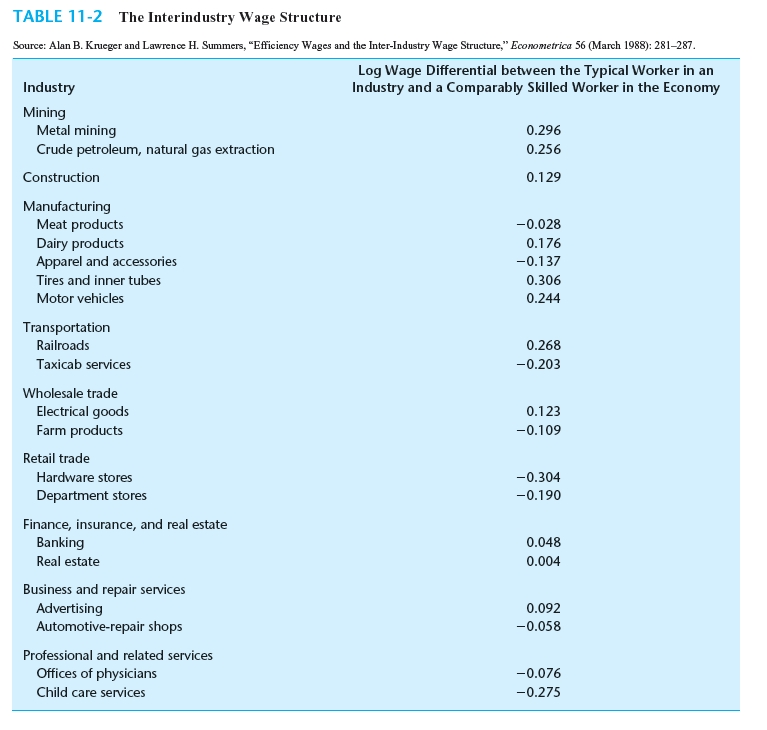 TABLE 11-2 The Interindustry Wage Structure
Source: Alan B. Krueger and Lawrence H. Summers, “Efficiency Wages and the Inter-Industry Wage Structure,” Econometrica 56 (March 1988): 281–287.
Log Wage Differential between the Typical Worker in an
Industry Industry and a Comparably Skilled Worker in the Economy
Mining
Metal mining 0.296
Crude petroleum, natural gas extraction 0.256
Construction 0.129
Manufacturing
Meat products −0.028
Dairy products 0.176
Apparel and accessories −0.137
Tires and inner tubes 0.306
Motor vehicles 0.244
Transportation
Railroads 0.268
Taxicab services −0.203
Wholesale trade
Electrical goods 0.123
Farm products −0.109
Retail trade
Hardware stores −0.304
Department stores −0.190
Finance, insurance, and real estate
Banking 0.048
Real estate 0.004
Business and repair services
Advertising 0.092
Automotive-repair shops −0.058
Professional and related services
Offices of physicians −0.076
Child care services −0.275